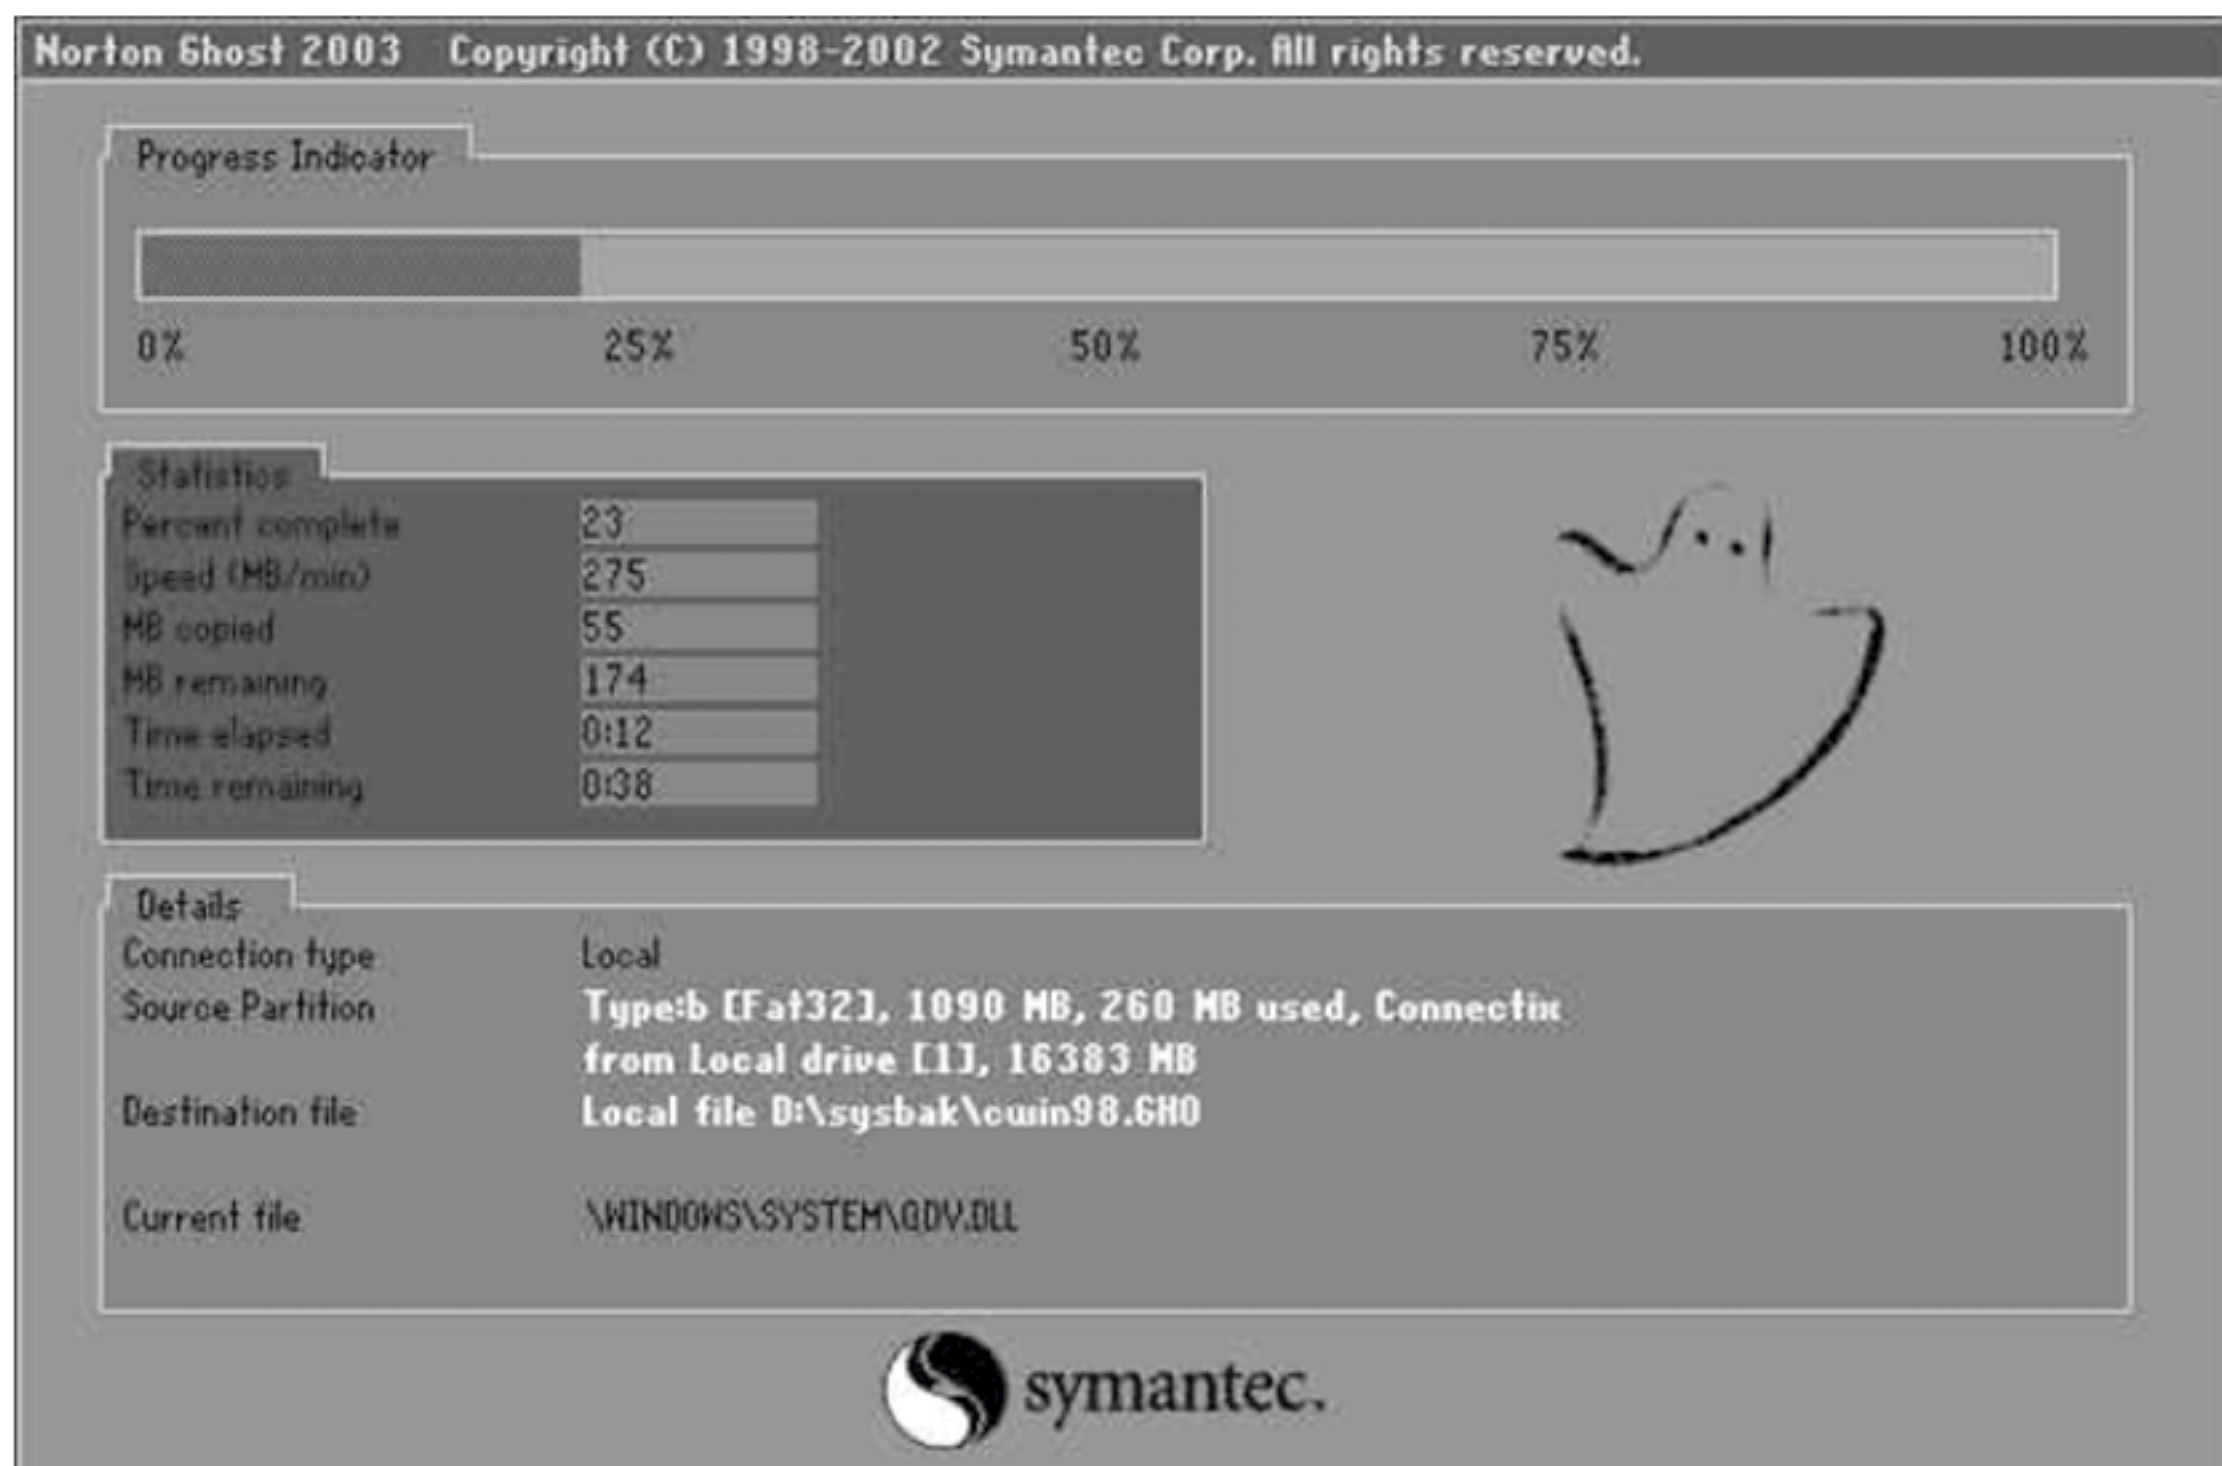 Norton Ghost 2003 Copyright (C) 1998-2002 Symantec Corp. All rights reserved.
Progress Indicator
0% 25% 50% 75% 100%
Statistics
Percent complete 23
Speed (MB/min) 275
MB copied 55
MB remaining 174
Time elapsed 0:12
Time remaining 0:38
Details
Connection type Local
Source Partition Type:b [Fat32], 1090 MB, 260 MB used, Connectix
from Local drive [1], 16383 MB
Destination file Local file D:\sysbak\cwin98.GHO
Current file \WINDOWS\SYSTEM\QDV.DLL
symantec.